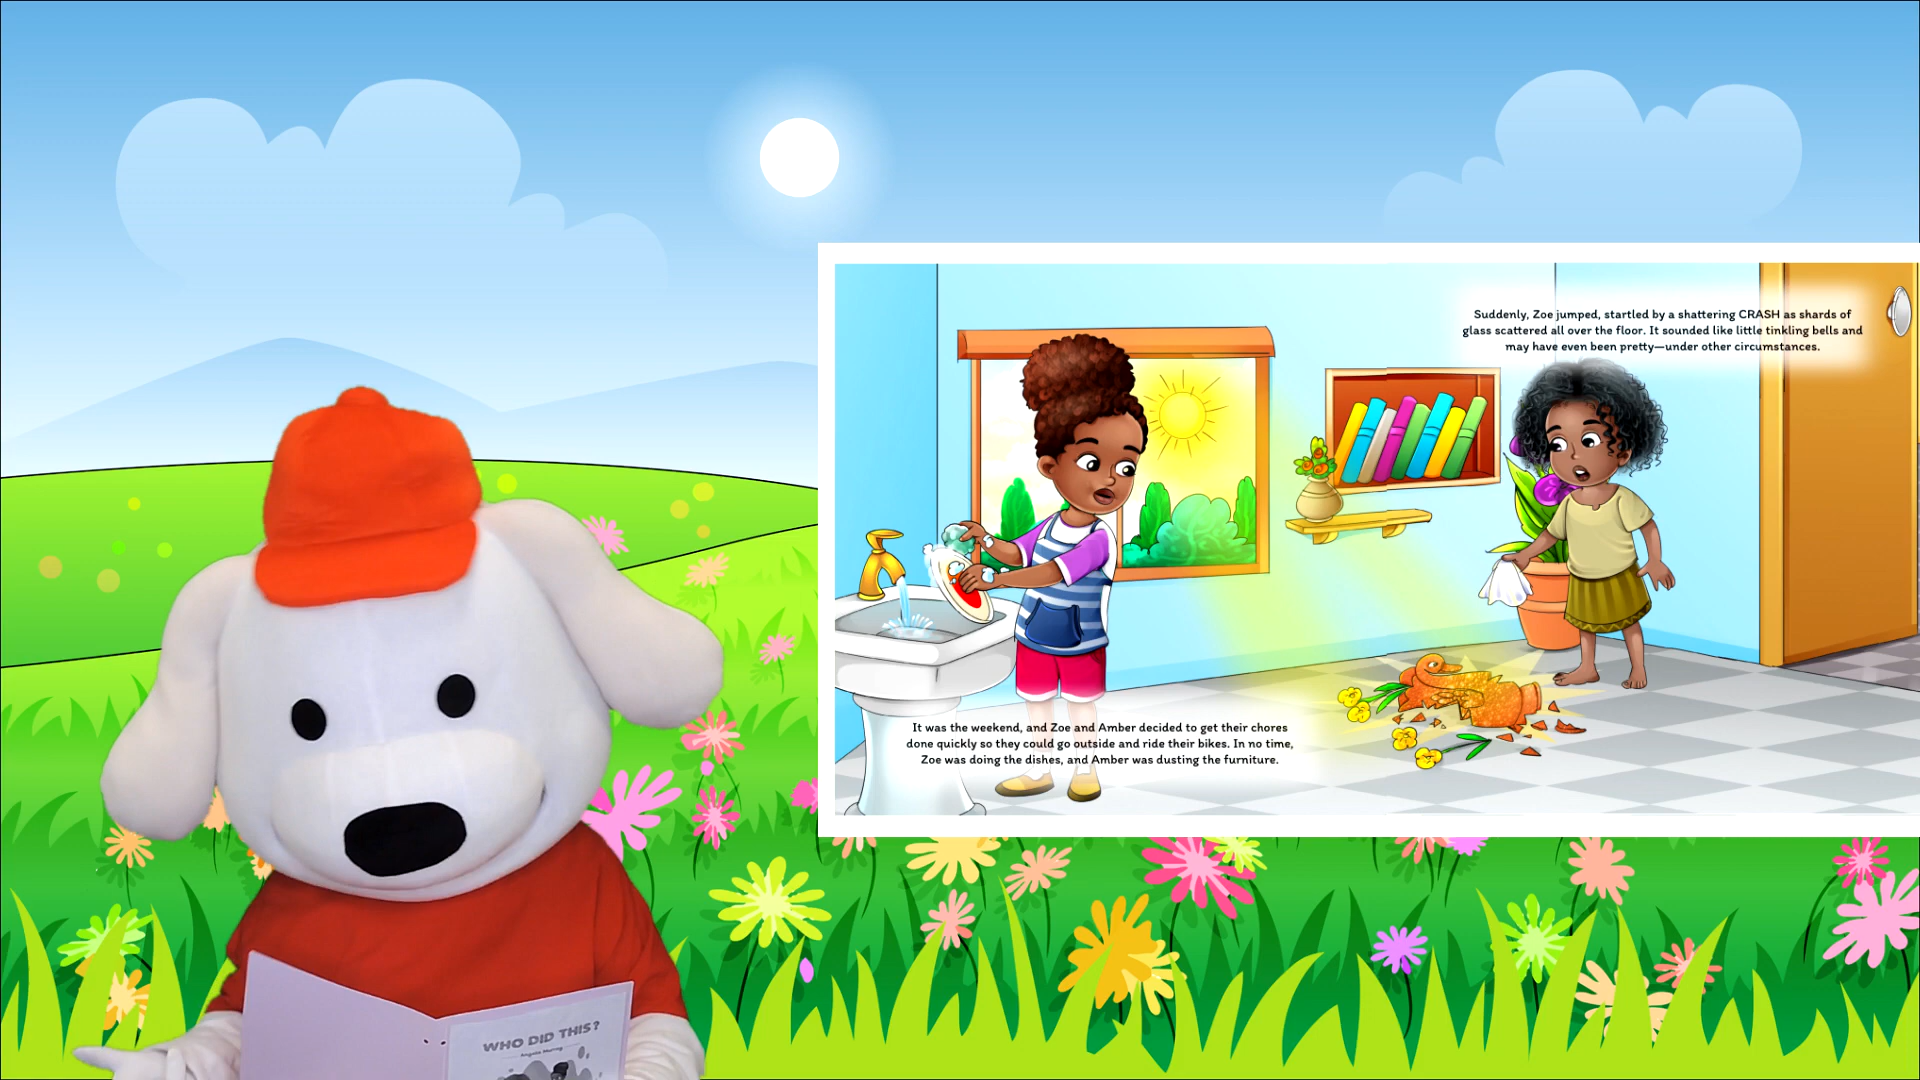 It was the weekend, and Zoe and Amber decided to get their chores
done quickly so they could go outside and ride their bikes. In no time,
Zoe was doing the dishes, and Amber was dusting the furniture.
Suddenly, Zoe jumped, startled by a shattering CRASH as shards of
glass scattered all over the floor. It sounded like little tinkling bells and
may have even been pretty—under other circumstances.
WHO DID THIS?
Angela Murray